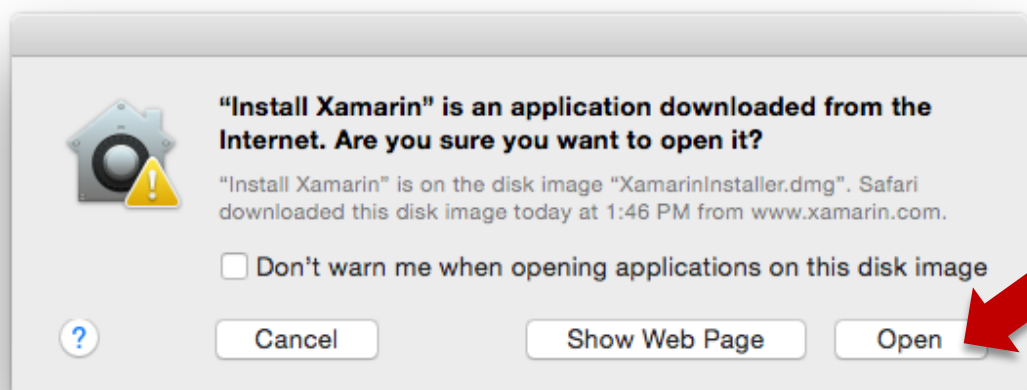 “Install Xamarin” is an application downloaded from the
Internet. Are you sure you want to open it?
“Install Xamarin” is on the disk image “XamarinInstaller.dmg”. Safari
downloaded this disk image today at 1:46 PM from www.xamarin.com.
Don’t warn me when opening applications on this disk image
? Cancel Show Web Page Open